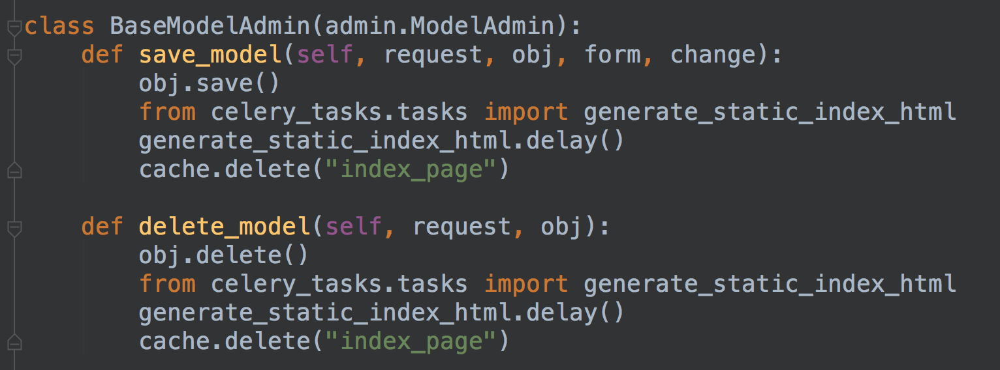 class BaseModelAdmin(admin.ModelAdmin):
    def save_model(self, request, obj, form, change):
        obj.save()
        from celery_tasks.tasks import generate_static_index_html
        generate_static_index_html.delay()
        cache.delete("index_page")

    def delete_model(self, request, obj):
        obj.delete()
        from celery_tasks.tasks import generate_static_index_html
        generate_static_index_html.delay()
        cache.delete("index_page")